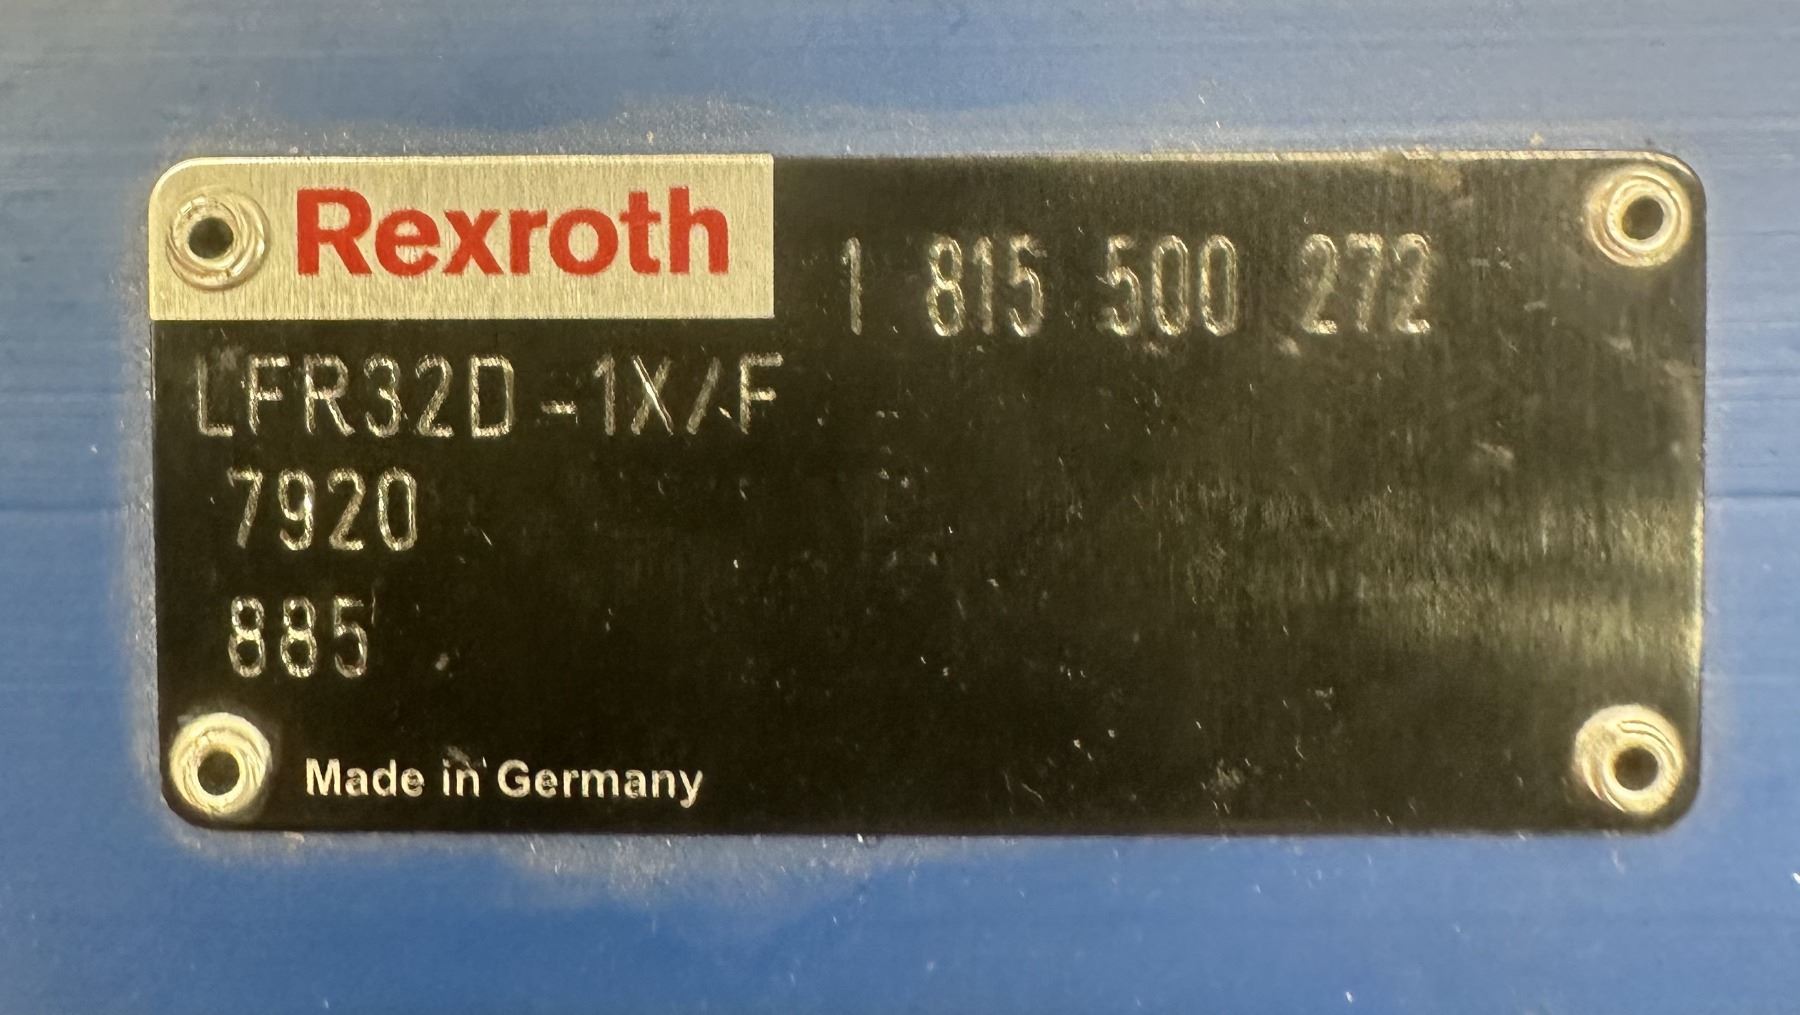 Rexroth
1 815 500 272
LFR32D-1X/F
7920
885
Made in Germany